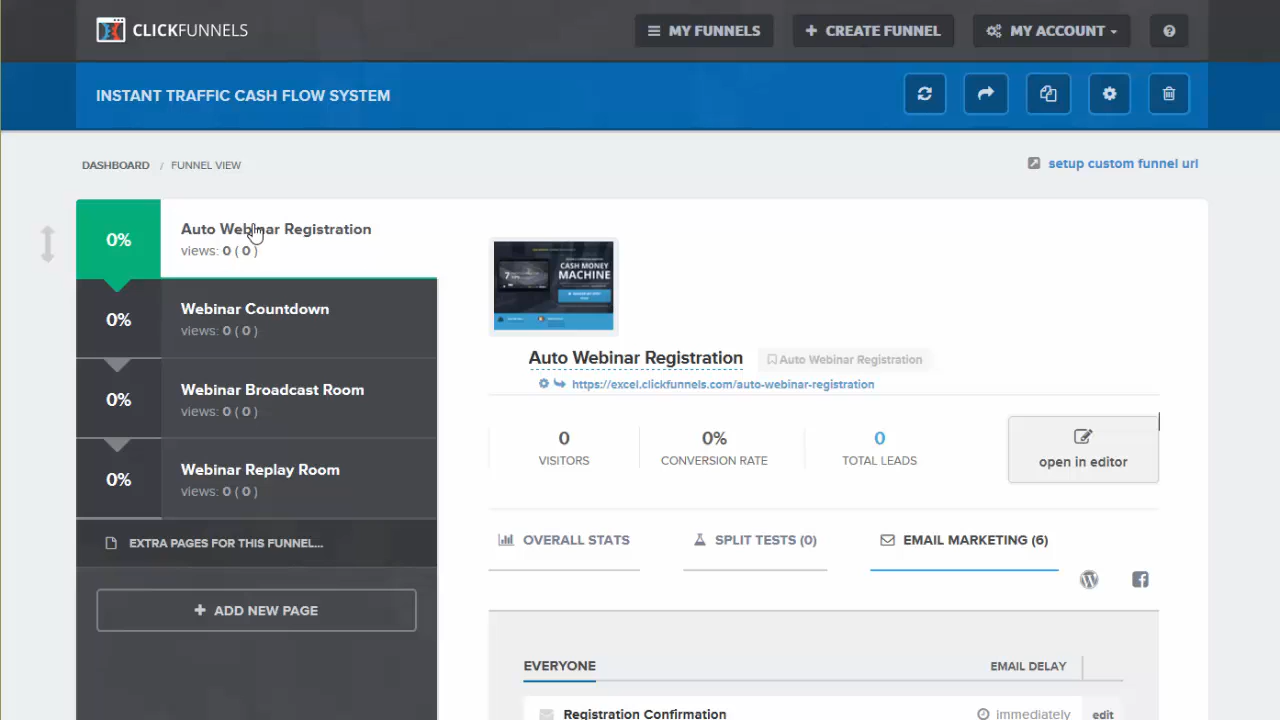 CLICKFUNNELS
MY FUNNELS
+ CREATE FUNNEL
MY ACCOUNT
?
INSTANT TRAFFIC CASH FLOW SYSTEM
DASHBOARD / FUNNEL VIEW
setup custom funnel url
0%
Auto Webinar Registration
views: 0 ( 0 )
0%
Webinar Countdown
views: 0 ( 0 )
0%
Webinar Broadcast Room
views: 0 ( 0 )
0%
Webinar Replay Room
views: 0 ( 0 )
EXTRA PAGES FOR THIS FUNNEL...
+ ADD NEW PAGE
CASH MONEY
MACHINE
Auto Webinar Registration
Auto Webinar Registration
https://excel.clickfunnels.com/auto-webinar-registration
0
VISITORS
0%
CONVERSION RATE
0
TOTAL LEADS
open in editor
OVERALL STATS
SPLIT TESTS (0)
EMAIL MARKETING (6)
EVERYONE
EMAIL DELAY
Registration Confirmation
immediately
edit